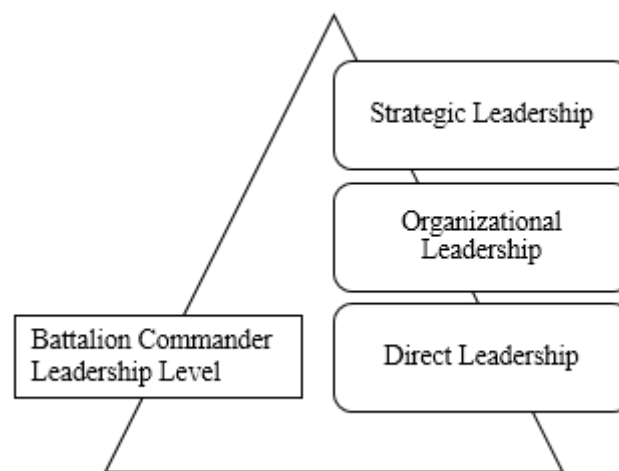 Strategic Leadership
Organizational
Leadership
Battalion Commander
Leadership Level
Direct Leadership